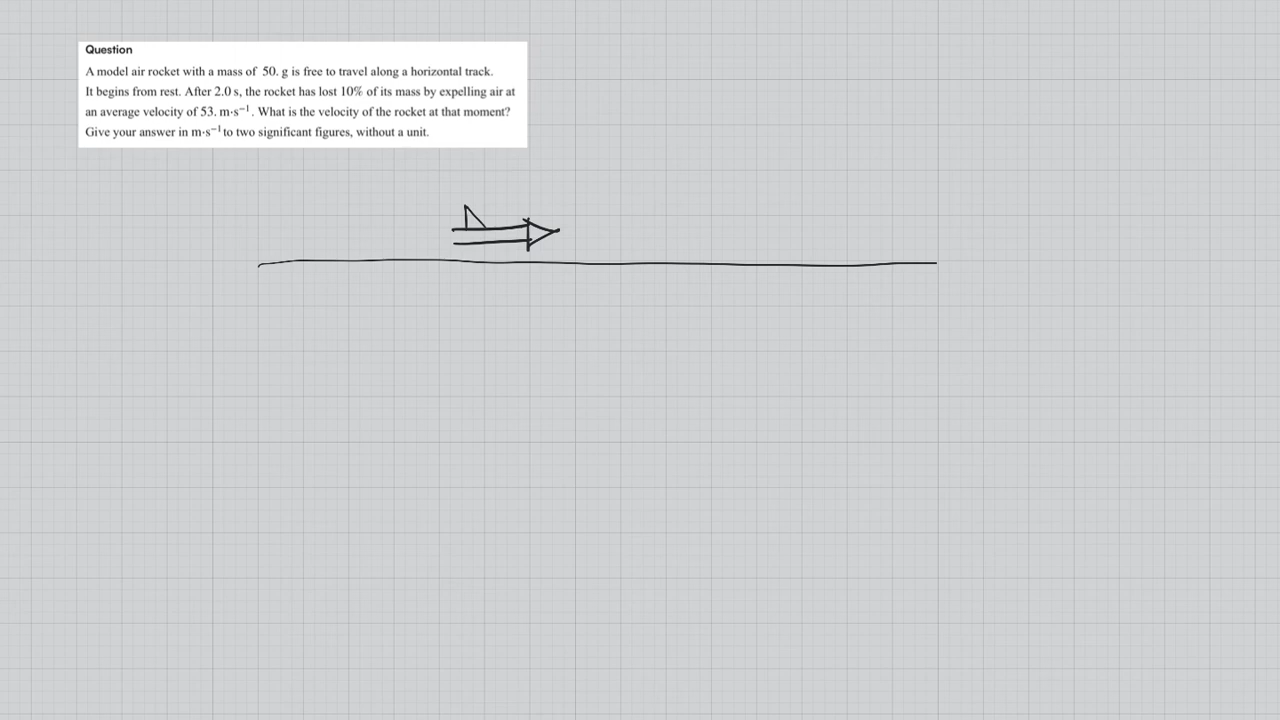 Question
A model air rocket with a mass of 50. g is free to travel along a horizontal track.
It begins from rest. After 2.0 s, the rocket has lost 10% of its mass by expelling air at
an average velocity of 53. m·s⁻¹. What is the velocity of the rocket at that moment?
Give your answer in m·s⁻¹ to two significant figures, without a unit.